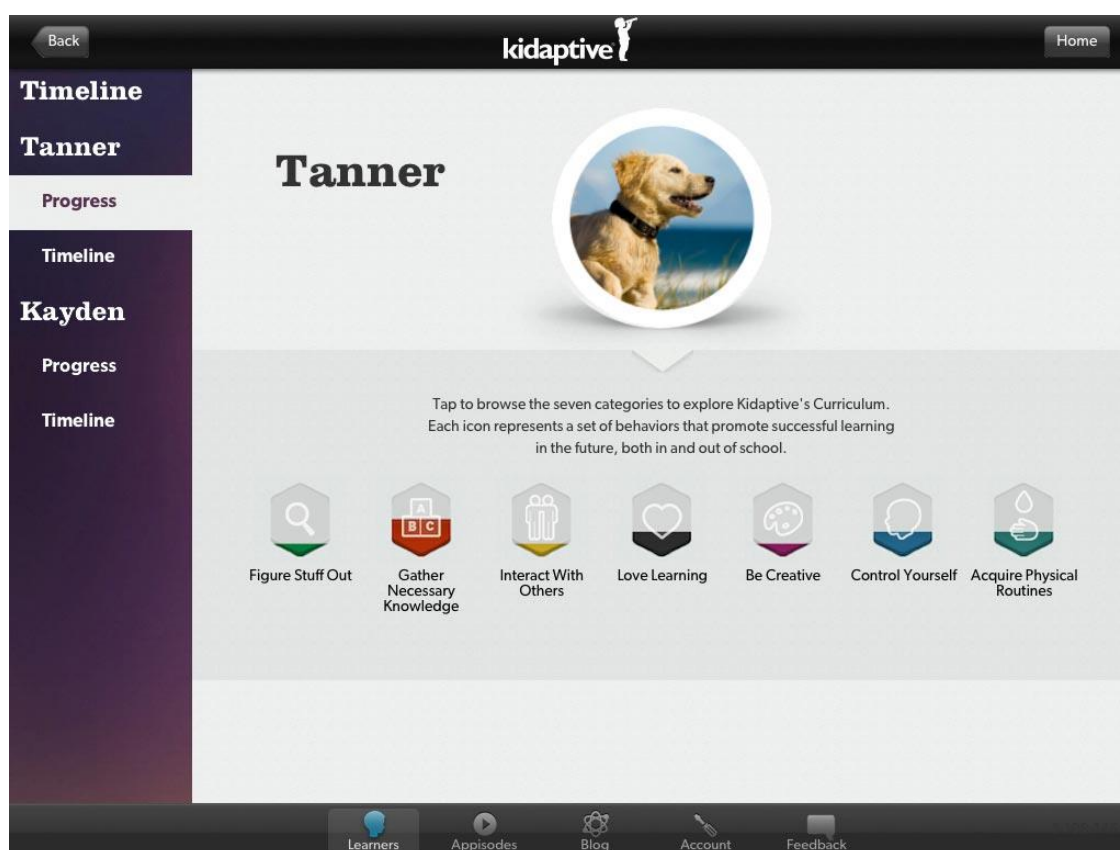 Back
kidaptive
Home
Timeline
Tanner
Progress
Timeline
Kayden
Progress
Timeline
Tanner
Tap to browse the seven categories to explore Kidaptive's Curriculum.
Each icon represents a set of behaviors that promote successful learning
in the future, both in and out of school.
A
B C
Figure Stuff Out
Gather
Necessary
Knowledge
Interact With
Others
Love Learning
Be Creative
Control Yourself
Acquire Physical
Routines
Learners
Appisodes
Blog
Account
Feedback